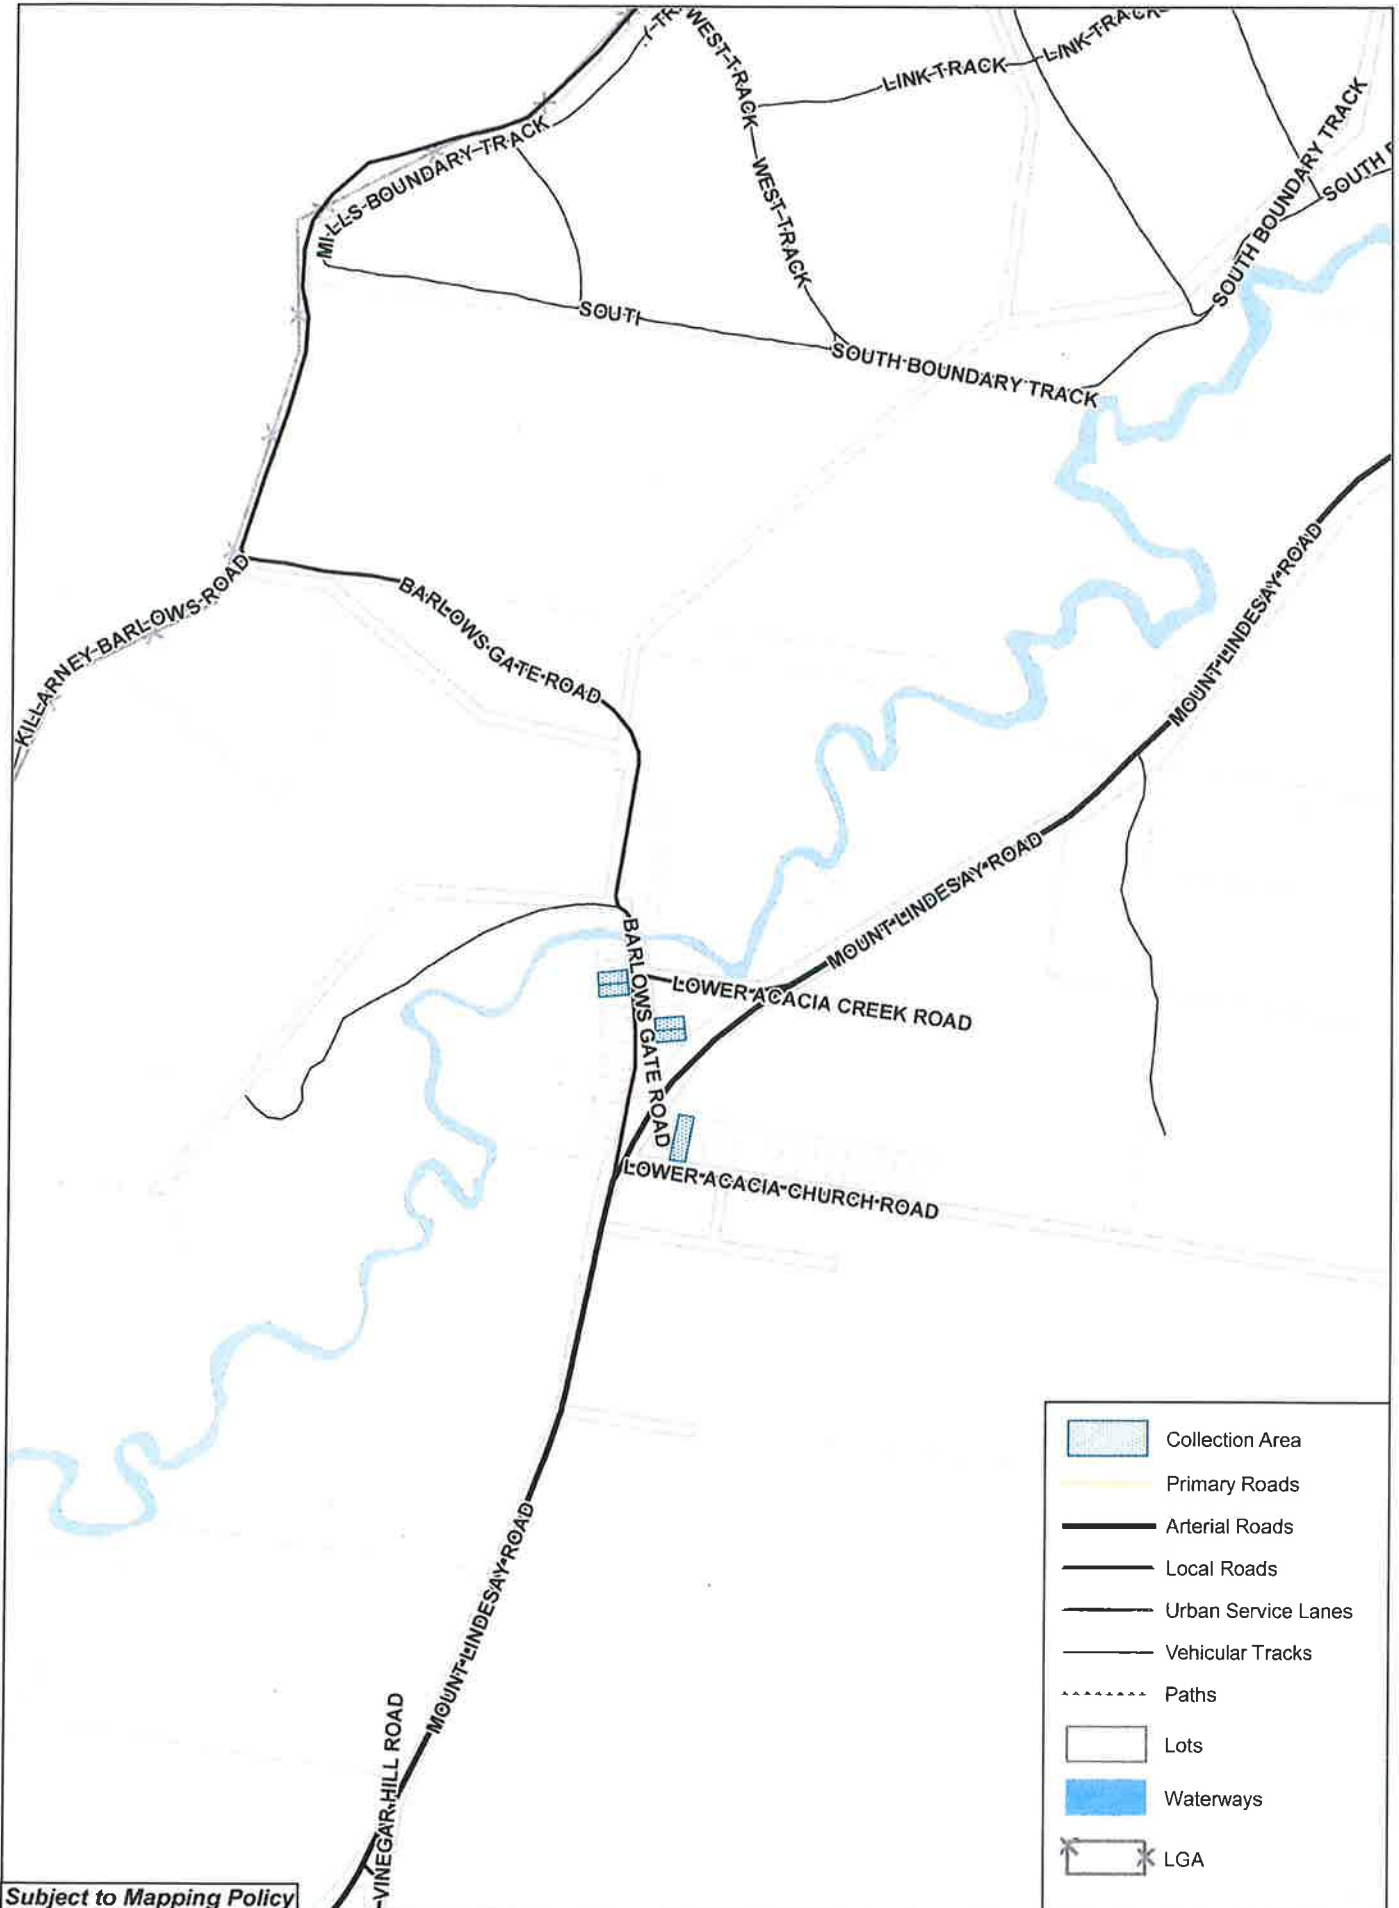 WEST-TRACK
LINK-TRACK
LINK-TRACK
MILLS-BOUNDARY-TRACK
WEST-TRACK
SOUTH BOUNDARY TRACK
SOUTH
SOUTH-BOUNDARY TRACK
KILLARNEY-BARLOWS-ROAD
BARLOWS-GATE-ROAD
MOUNT-LINDESAY-ROAD
MOUNT-LINDESAY-ROAD
BARLOWS GATE ROAD
LOWER-ACACIA CREEK ROAD
LOWER-ACACIA-CHURCH-ROAD
MOUNT-LINDESAY-ROAD
VINEGAR-HILL ROAD
Collection Area
Primary Roads
Arterial Roads
Local Roads
Urban Service Lanes
Vehicular Tracks
Paths
Lots
Waterways
LGA
Subject to Mapping Policy